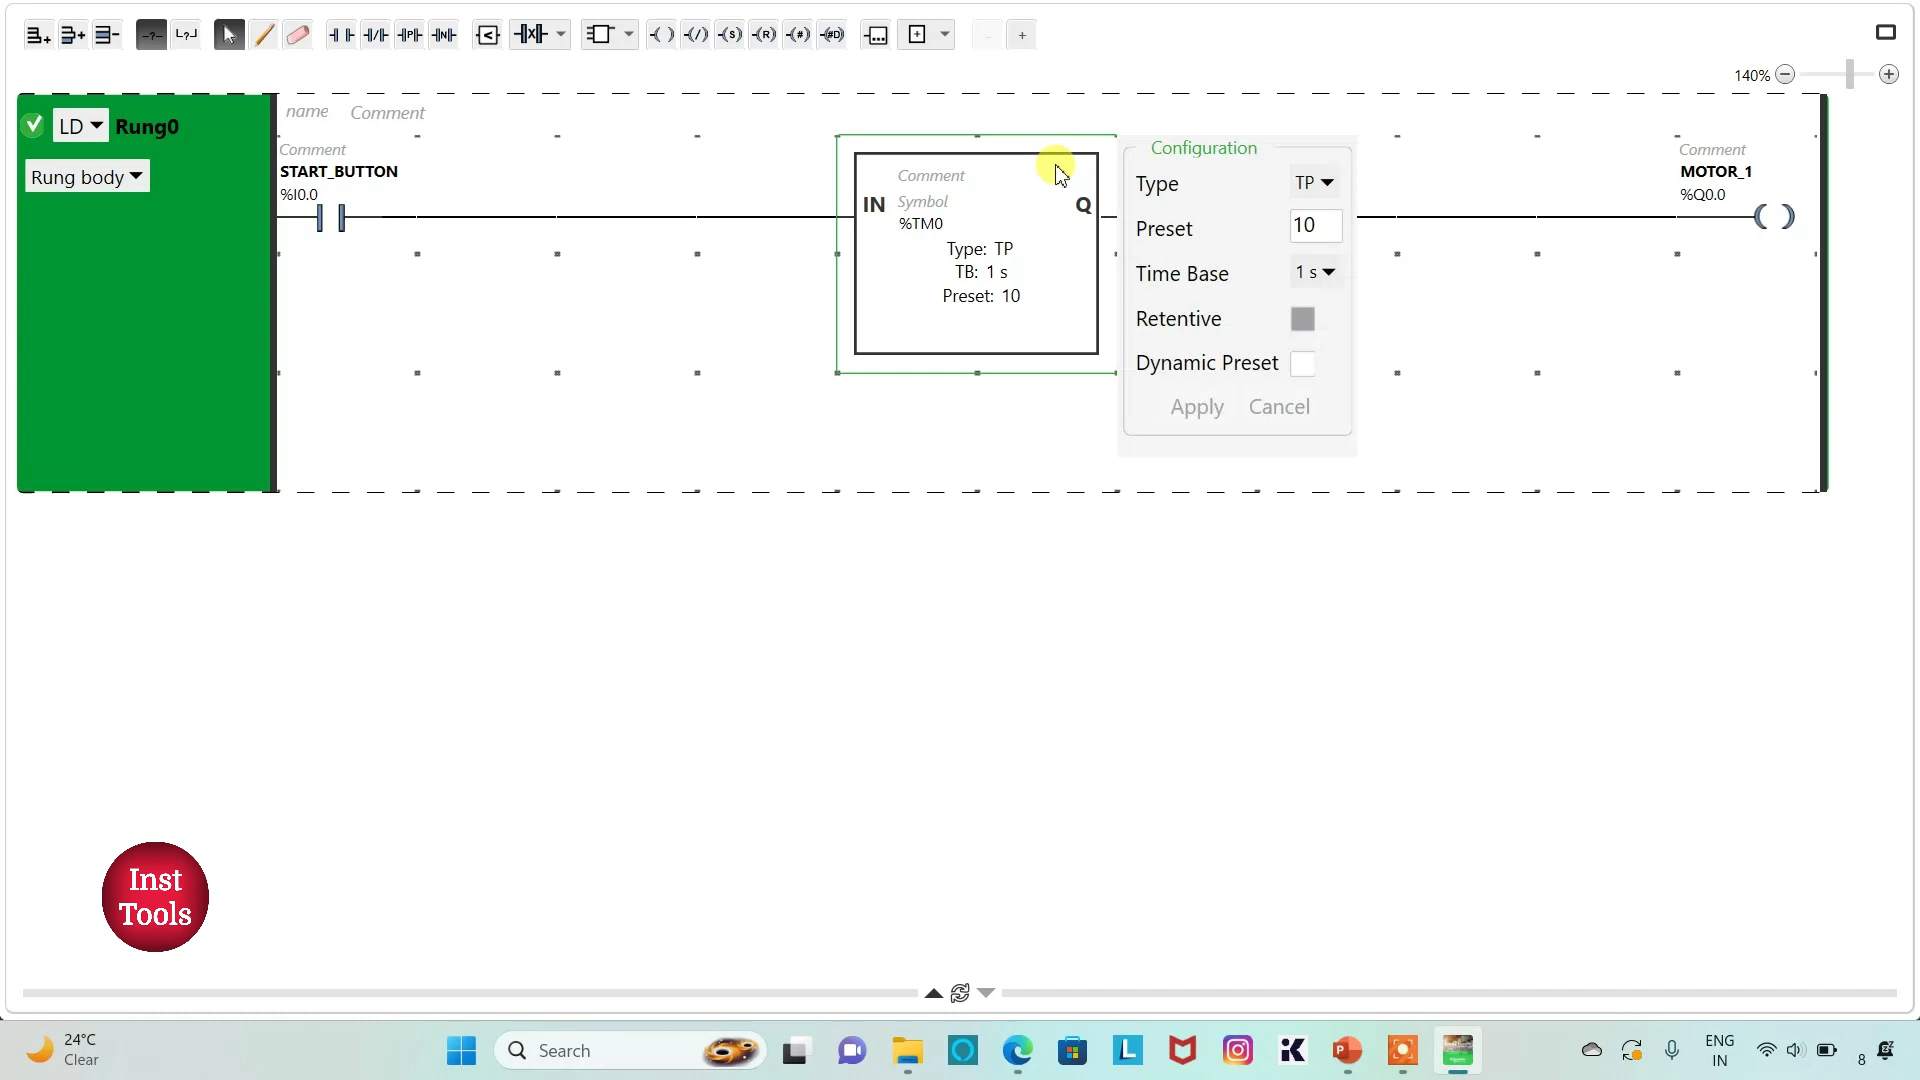 140%
LD
Rung0
Rung body
name Comment
Comment
START_BUTTON
%I0.0
Comment
Symbol
IN
Q
%TM0
Type: TP
TB: 1 s
Preset: 10
Configuration
Type TP
Preset 10
Time Base 1 s
Retentive
Dynamic Preset
Apply Cancel
Comment
MOTOR_1
%Q0.0
Inst
Tools
24°C
Clear
Search
ENG
IN
8